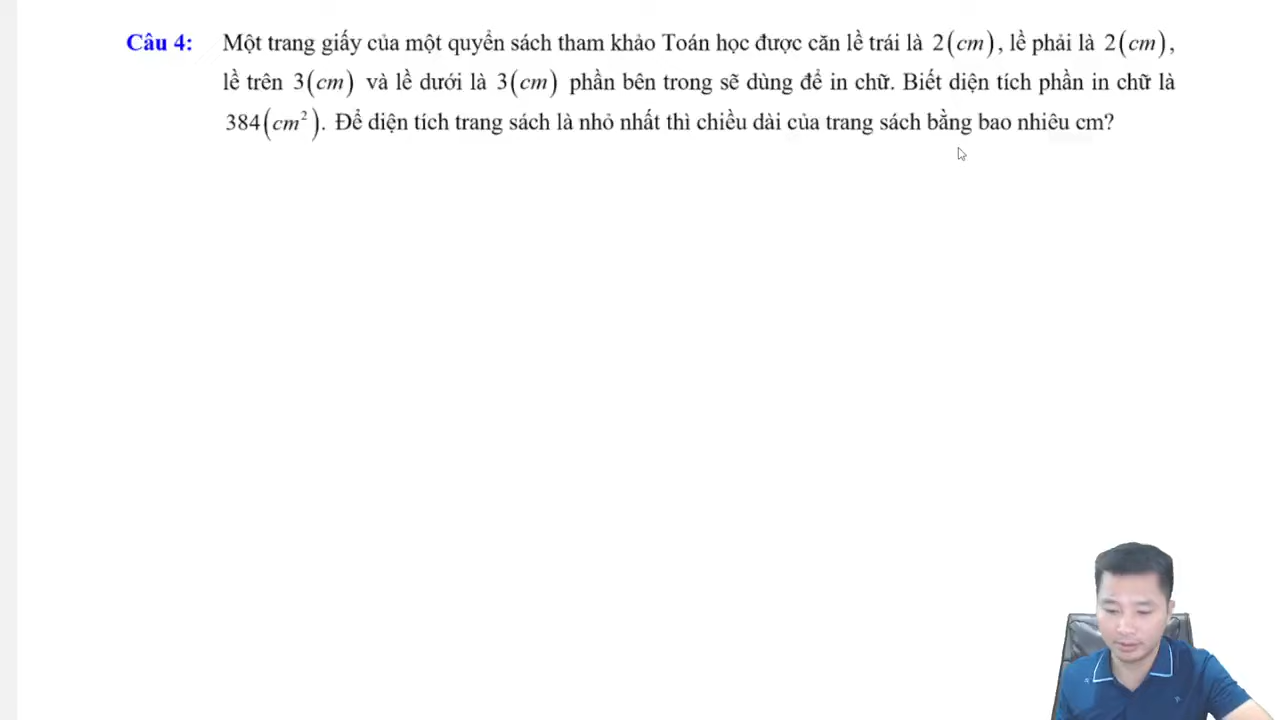 Câu 4: Một trang giấy của một quyển sách tham khảo Toán học được căn lề trái là 2(cm), lề phải là 2(cm),
lề trên 3(cm) và lề dưới là 3(cm) phần bên trong sẽ dùng để in chữ. Biết diện tích phần in chữ là
384(cm²). Để diện tích trang sách là nhỏ nhất thì chiều dài của trang sách bằng bao nhiêu cm?